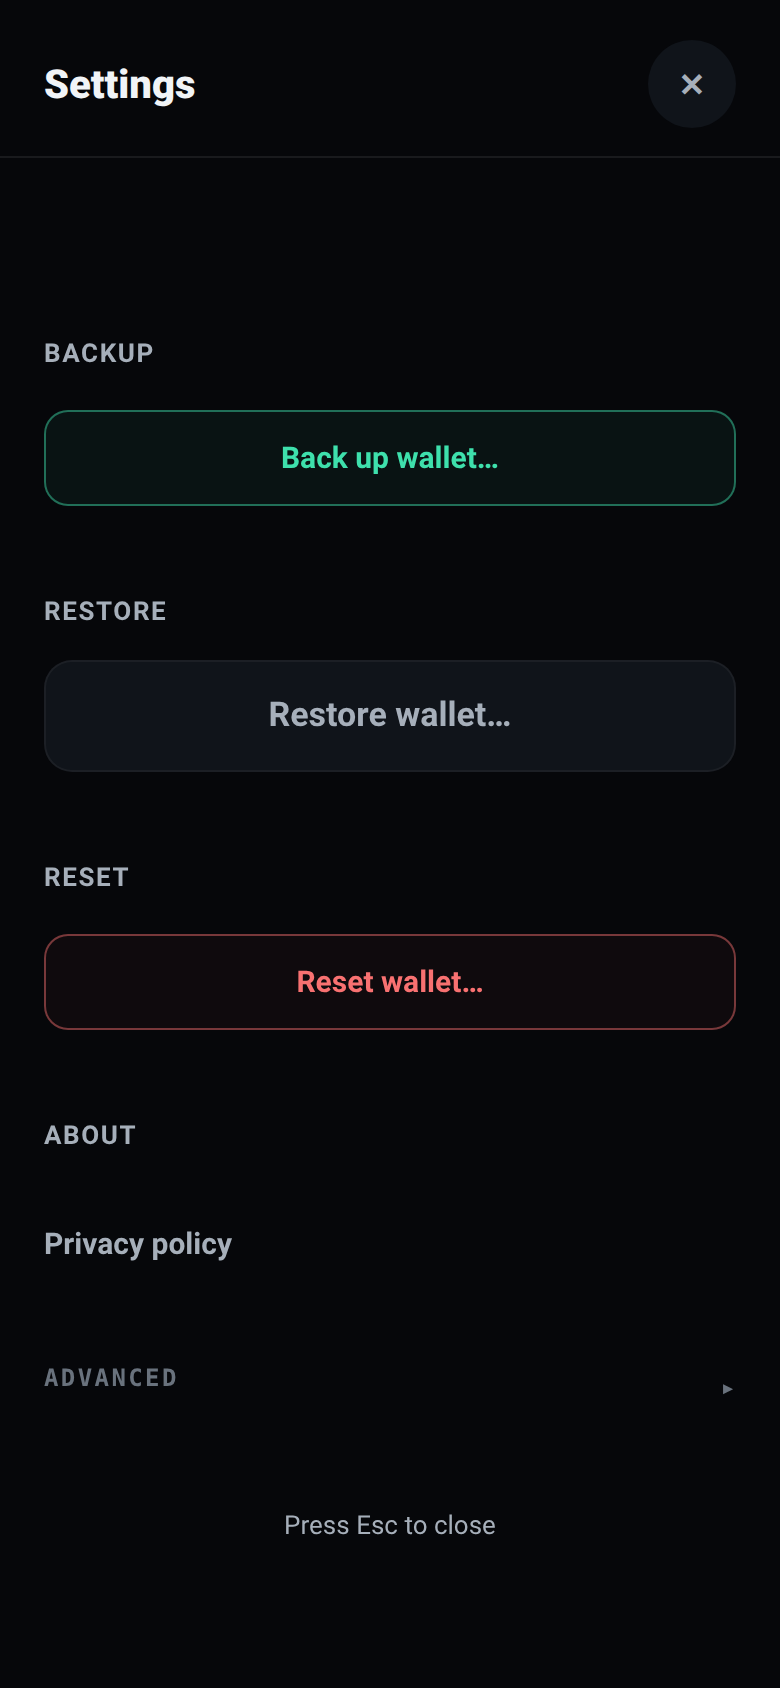 Settings
✕
BACKUP
Back up wallet…
RESTORE
Restore wallet…
RESET
Reset wallet…
ABOUT
Privacy policy
ADVANCED
▸
Press Esc to close